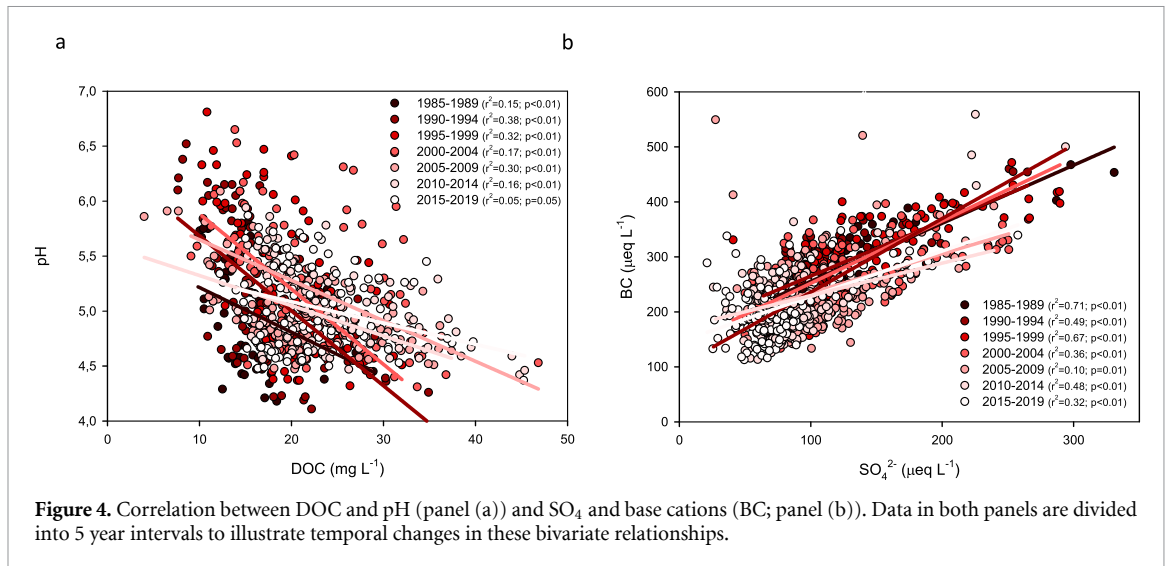 a
b
7,0
6,5
6,0
5,5
5,0
4,5
4,0
pH
0
10
20
30
40
50
DOC (mg L⁻¹)
1985-1989 (r²=0.15; p<0.01)
1990-1994 (r²=0.38; p<0.01)
1995-1999 (r²=0.32; p<0.01)
2000-2004 (r²=0.17; p<0.01)
2005-2009 (r²=0.30; p<0.01)
2010-2014 (r²=0.16; p<0.01)
2015-2019 (r²=0.05; p=0.05)
600
500
400
300
200
100
0
BC (µeq L⁻¹)
0
100
200
300
SO₄²⁻ (µeq L⁻¹)
1985-1989 (r²=0.71; p<0.01)
1990-1994 (r²=0.49; p<0.01)
1995-1999 (r²=0.67; p<0.01)
2000-2004 (r²=0.36; p<0.01)
2005-2009 (r²=0.10; p=0.01)
2010-2014 (r²=0.48; p<0.01)
2015-2019 (r²=0.32; p<0.01)
Figure 4. Correlation between DOC and pH (panel (a)) and SO₄ and base cations (BC; panel (b)). Data in both panels are divided
into 5 year intervals to illustrate temporal changes in these bivariate relationships.